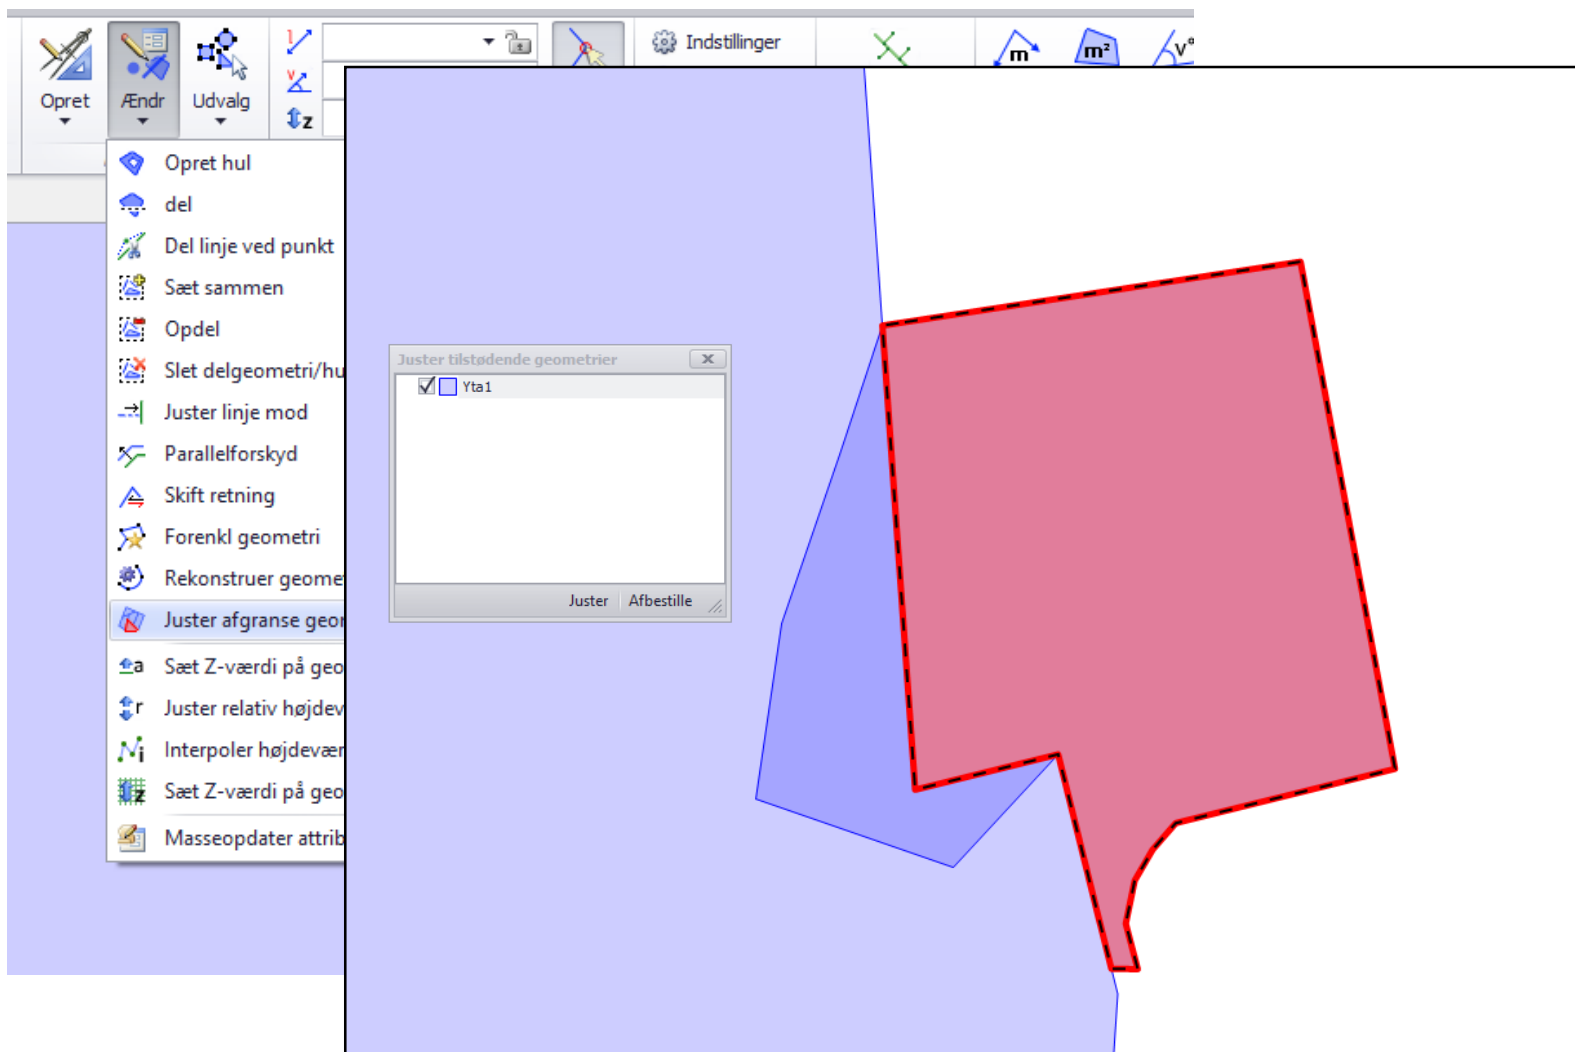 Opret
Ændr
Udvalg
l
v
z
Indstillinger
m
m²
v°
Opret hul
del
Del linje ved punkt
Sæt sammen
Opdel
Slet delgeometri/hu
Juster linje mod
Parallelforskyd
Skift retning
Forenkl geometri
Rekonstruer geome
Juster afgranse geor
a Sæt Z-værdi på geo
r Juster relativ højdev
i Interpoler højdevær
z Sæt Z-værdi på geo
Masseopdater attrib
Juster tilstødende geometrier
Yta1
Juster Afbestille